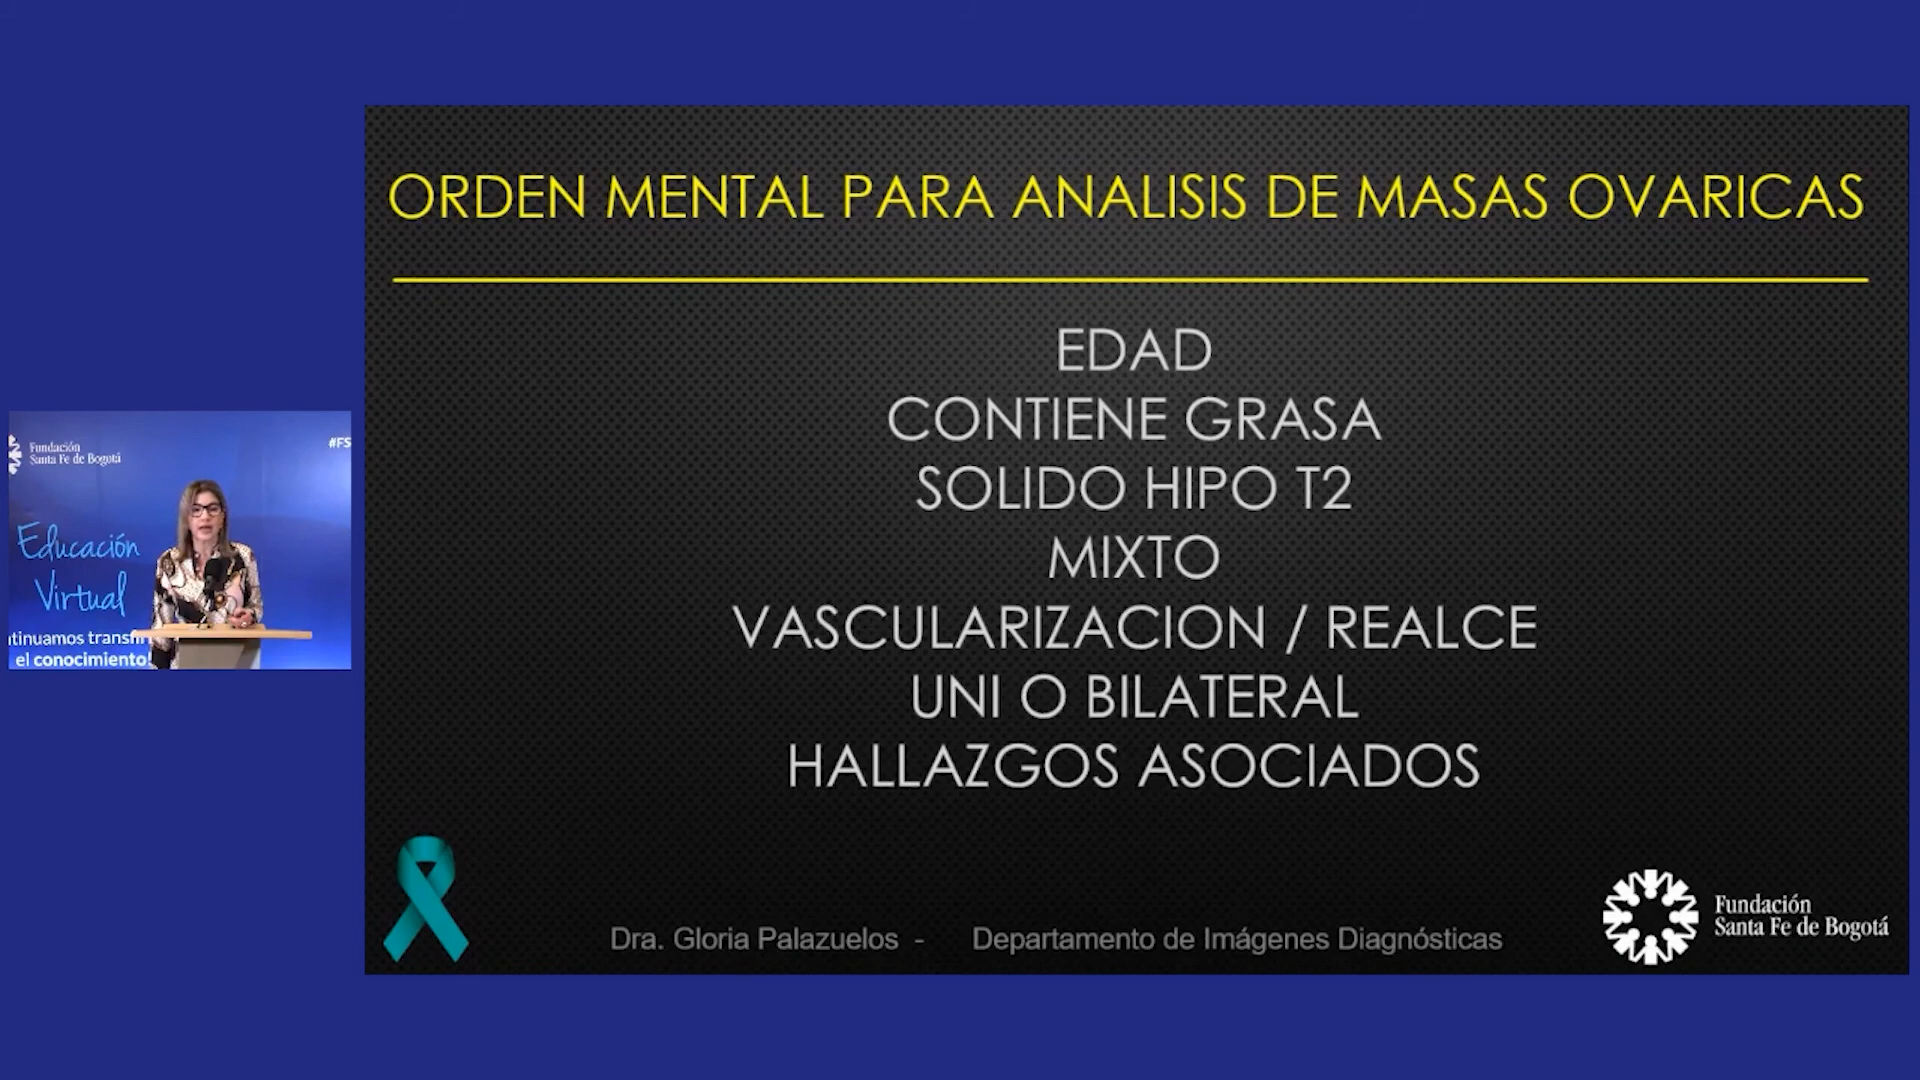 ORDEN MENTAL PARA ANALISIS DE MASAS OVARICAS
EDAD
CONTIENE GRASA
SOLIDO HIPO T2
MIXTO
VASCULARIZACION / REALCE
UNI O BILATERAL
HALLAZGOS ASOCIADOS
Dra. Gloria Palazuelos - Departamento de Imágenes Diagnósticas
Fundación
Santa Fe de Bogotá
Fundación
Santa Fe de Bogotá
#FS
Educación
Virtual
el conocimiento!